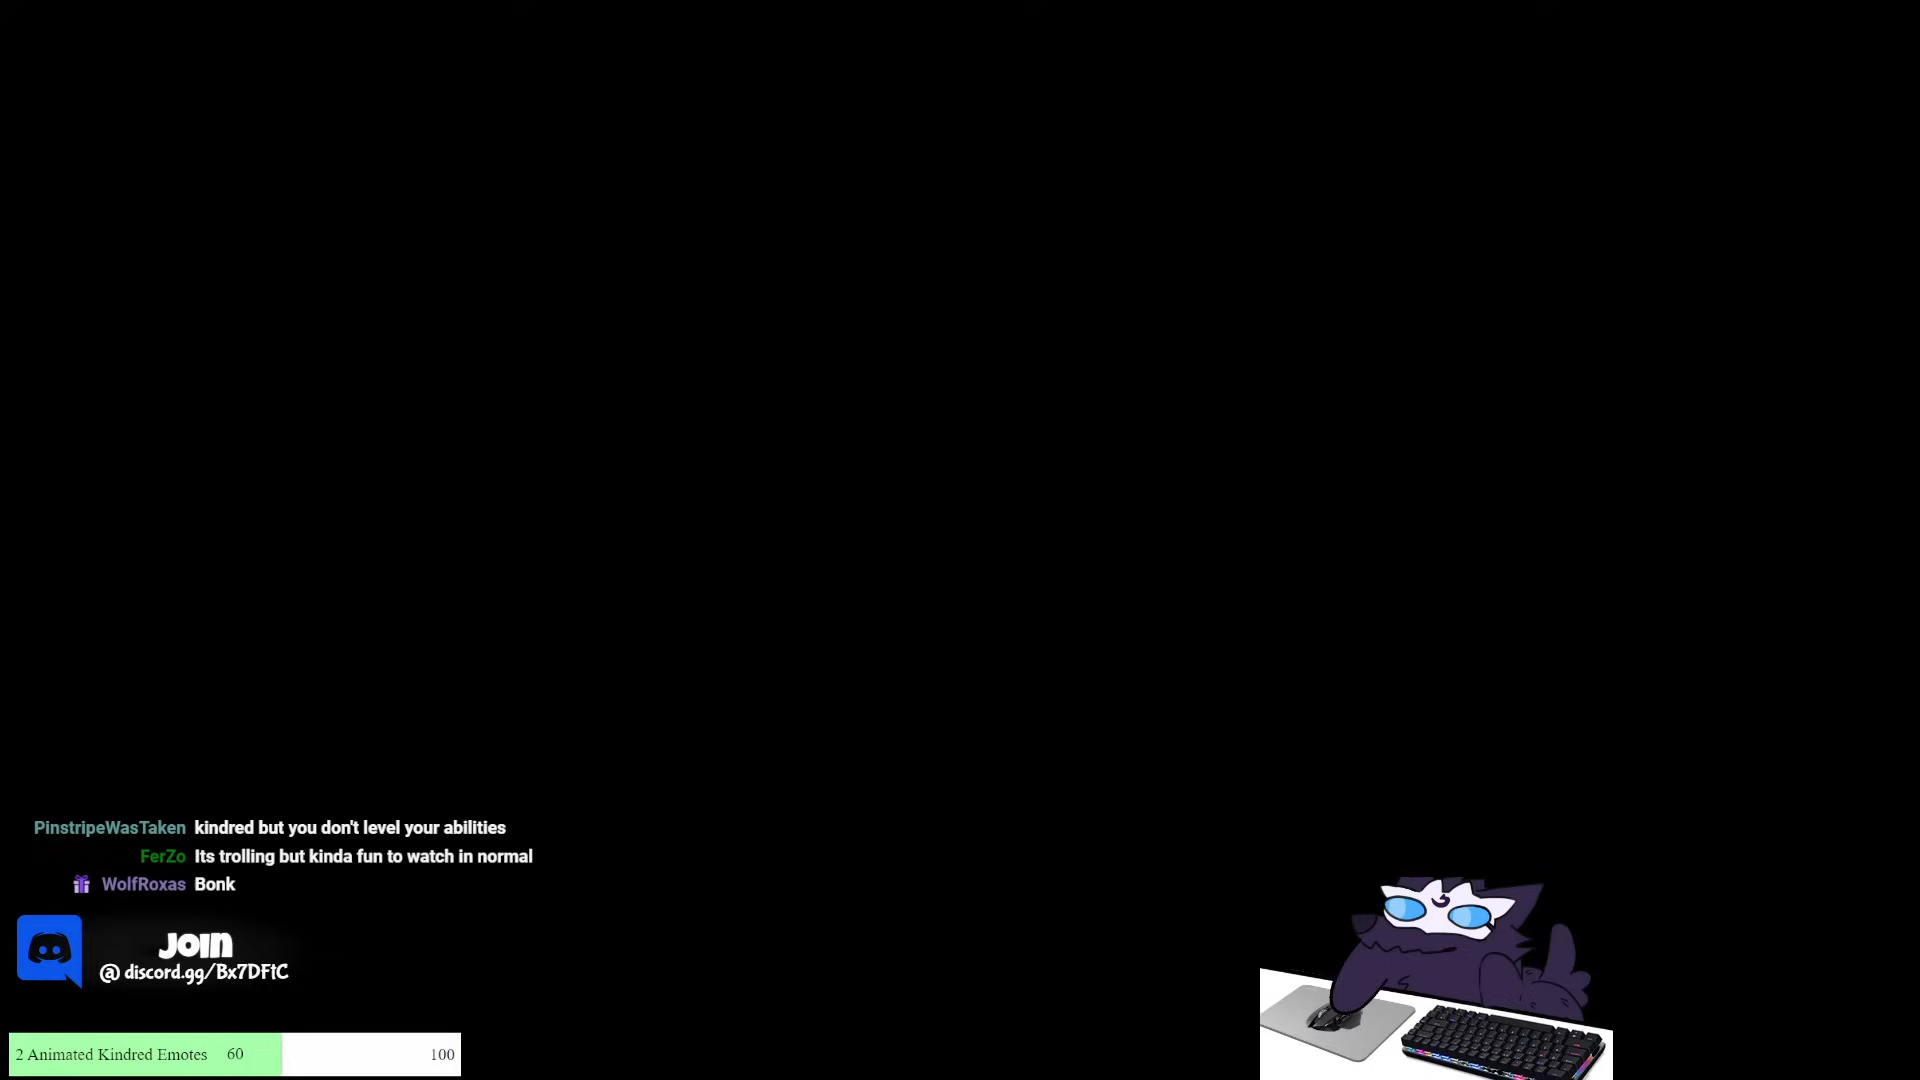 PinstripeWasTaken kindred but you don't level your abilities
FerZo Its trolling but kinda fun to watch in normal
WolfRoxas Bonk
Join
@ discord.gg/Bx7DFtC
2 Animated Kindred Emotes 60 100